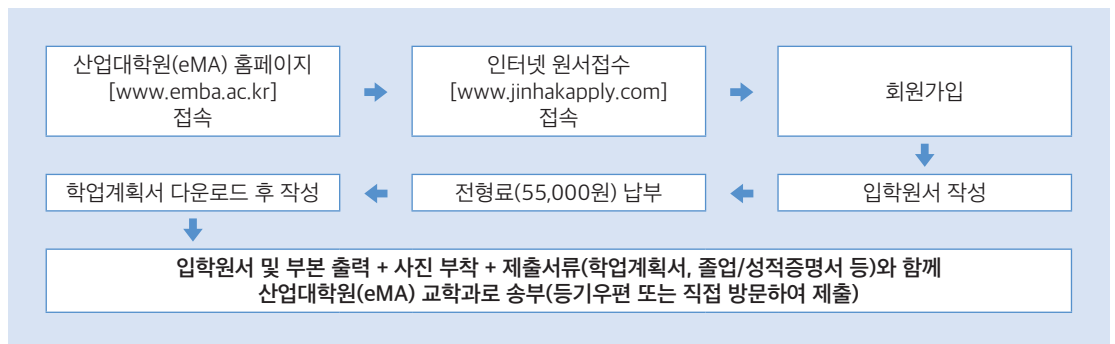 산업대학원(eMA) 홈페이지
[www.emba.ac.kr]
접속
인터넷 원서접수
[www.jinhakapply.com]
접속
회원가입
입학원서 작성
전형료(55,000원) 납부
학업계획서 다운로드 후 작성
입학원서 및 부본 출력 + 사진 부착 + 제출서류(학업계획서, 졸업/성적증명서 등)와 함께
산업대학원(eMA) 교학과로 송부(등기우편 또는 직접 방문하여 제출)